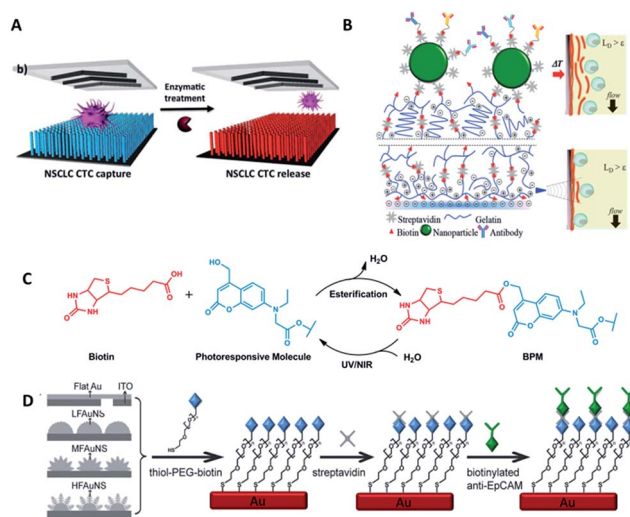 A
b)
Enzymatic
treatment
NSCLC CTC capture
NSCLC CTC release
B
ΔT
L_D > ε
flow
L_D > ε
flow
Streptavidin
Gelatin
Biotin
Nanoparticle
Antibody
C
HO
H₂O
Esterification
UV/NIR
H₂O
Biotin
Photoresponsive Molecule
BPM
D
Flat Au
ITO
LFAuNS
MFAuNS
HFAuNS
HS
thiol-PEG-biotin
streptavidin
biotinylated
anti-EpCAM
Au
Au
Au